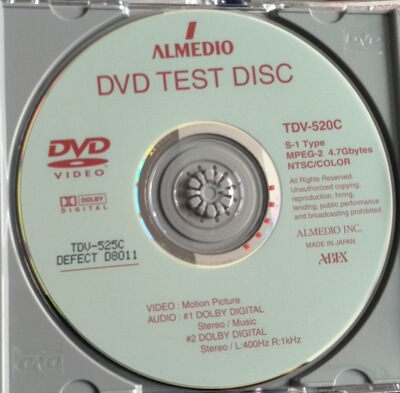 ALMEDIO
DVD TEST DISC
DVD
VIDEO
DOLBY
DIGITAL
TDV-525C
DEFECT D8011
TDV-520C
S-1 Type
MPEG-2 4.7Gbytes
NTSC/COLOR
All Rights Reserved.
Unauthorized copying,
reproduction, hiring,
lending, public performance
and broadcasting prohibited.
ALMEDIO INC.
MADE IN JAPAN
ABEX
VIDEO : Motion Picture
AUDIO : #1 DOLBY DIGITAL
Stereo / Music
#2 DOLBY DIGITAL
Stereo / L:400Hz R:1kHz
DVD
DVD